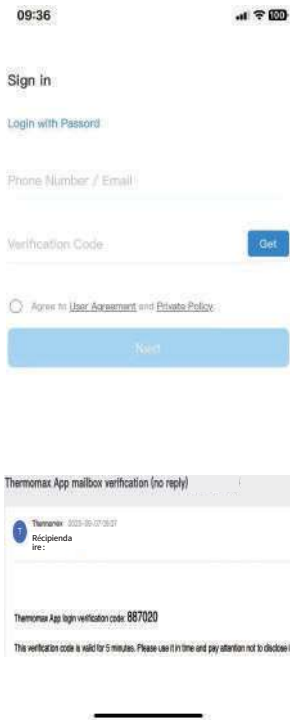 09:36
100
Sign in
Login with Passord
Phone Number / Email
Verification Code
Get
Agree to User Agreement and Private Policy.
Next
Thermomax App mailbox verification (no reply)
T
Thermomax
Récipienda
ire :
Thermomax App login verification code: 887020
This verification code is valid for 5 minutes. Please use it in time and pay attention not to disclose